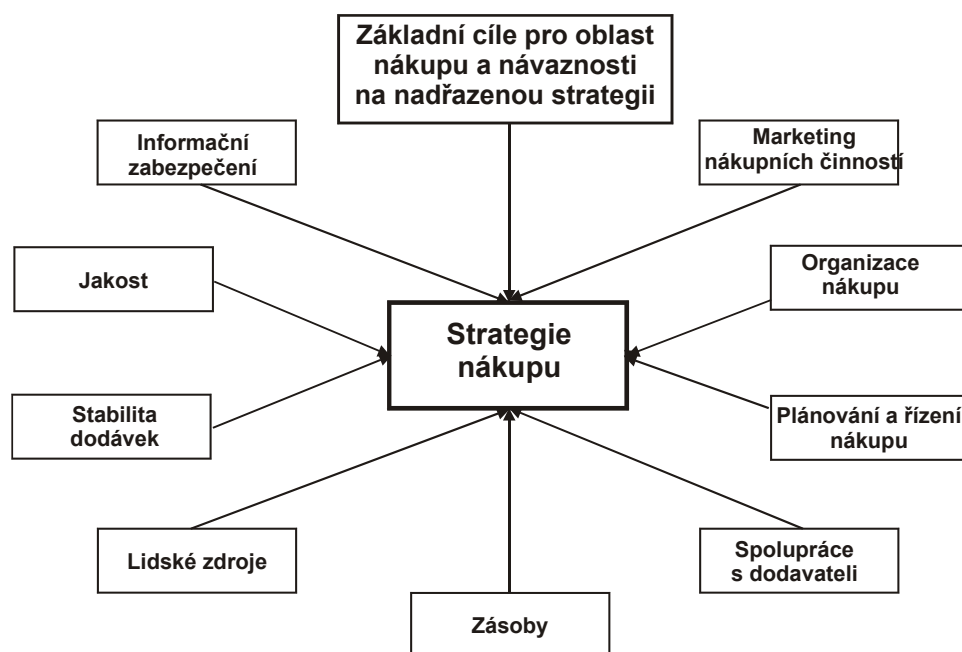 Základní cíle pro oblast
nákupu a návaznosti
na nadřazenou strategii
Informační
zabezpečení
Marketing
nákupních činností
Jakost
Organizace
nákupu
Strategie
nákupu
Stabilita
dodávek
Plánování a řízení
nákupu
Lidské zdroje
Spolupráce
s dodavateli
Zásoby